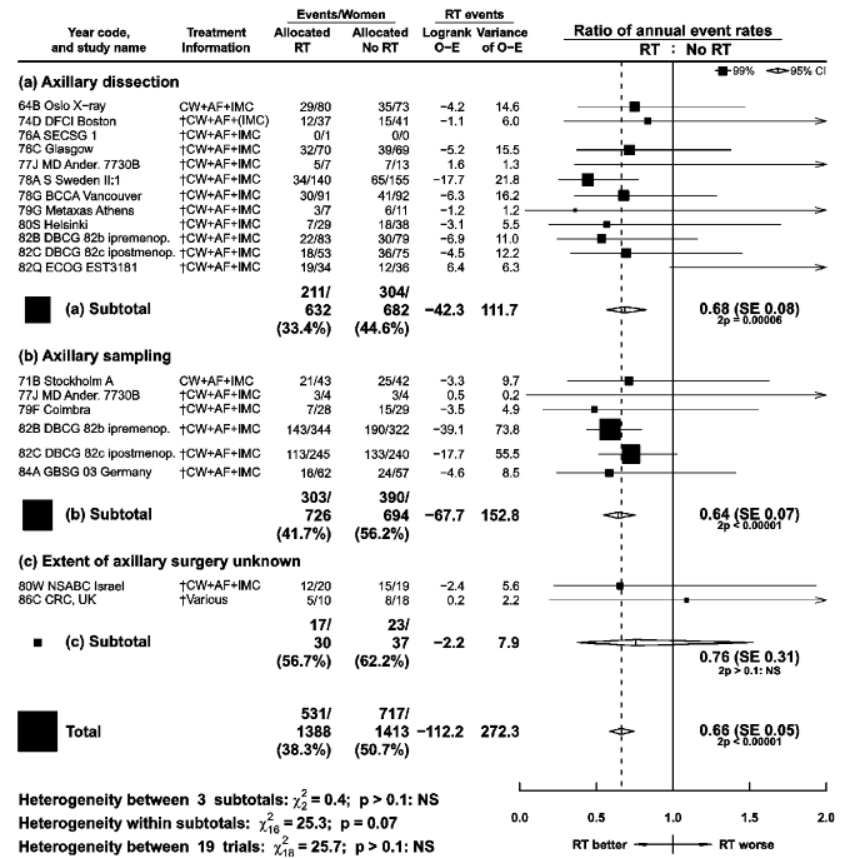 Events/Women RT events
Year code, Treatment Allocated Allocated Logrank Variance Ratio of annual event rates
and study name Information RT No RT O−E of O−E RT : No RT
99% 95% CI
(a) Axillary dissection
64B Oslo X−ray CW+AF+IMC 29/80 35/73 −4.2 14.6
74D DFCI Boston †CW+AF+(IMC) 12/37 15/41 −1.1 6.0
76A SECSG 1 †CW+AF+IMC 0/1 0/0
76C Glasgow †CW+AF+IMC 32/70 39/69 −5.2 15.5
77J MD Ander. 7730B †CW+AF+IMC 5/7 7/13 1.6 1.3
78A S Sweden II:1 †CW+AF+IMC 34/140 65/155 −17.7 21.8
78G BCCA Vancouver †CW+AF+IMC 30/91 41/92 −6.3 16.2
79G Metaxas Athens †CW+AF+IMC 3/7 6/11 −1.2 1.2
80S Helsinki †CW+AF+IMC 7/29 18/38 −3.1 5.5
82B DBCG 82b ipremenop. †CW+AF+IMC 22/83 30/79 −6.9 11.0
82C DBCG 82c ipostmenop. †CW+AF+IMC 18/53 36/75 −4.5 12.2
82Q ECOG EST3181 †CW+AF+IMC 19/34 12/36 6.4 6.3
211/ 304/
(a) Subtotal 632 682 −42.3 111.7 0.68 (SE 0.08)
(33.4%) (44.6%) 2p = 0.00006
(b) Axillary sampling
71B Stockholm A CW+AF+IMC 21/43 25/42 −3.3 9.7
77J MD Ander. 7730B †CW+AF+IMC 3/4 3/4 0.5 0.2
79F Coimbra †CW+AF+IMC 7/28 15/29 −3.5 4.9
82B DBCG 82b ipremenop. †CW+AF+IMC 143/344 190/322 −39.1 73.8
82C DBCG 82c ipostmenop. †CW+AF+IMC 113/245 133/240 −17.7 55.5
84A GBSG 03 Germany †CW+AF+IMC 16/62 24/57 −4.6 8.5
303/ 390/
(b) Subtotal 726 694 −67.7 152.8 0.64 (SE 0.07)
(41.7%) (56.2%) 2p < 0.00001
(c) Extent of axillary surgery unknown
80W NSABC Israel †CW+AF+IMC 12/20 15/19 −2.4 5.6
86C CRC, UK †Various 5/10 8/18 0.2 2.2
17/ 23/
(c) Subtotal 30 37 −2.2 7.9 0.76 (SE 0.31)
(56.7%) (62.2%) 2p > 0.1: NS
531/ 717/
Total 1388 1413 −112.2 272.3 0.66 (SE 0.05)
(38.3%) (50.7%) 2p < 0.00001
Heterogeneity between 3 subtotals: χ²₂ = 0.4; p > 0.1: NS
Heterogeneity within subtotals: χ²₁₆ = 25.3; p = 0.07
Heterogeneity between 19 trials: χ²₁₈ = 25.7; p > 0.1: NS
0.0 0.5 1.0 1.5 2.0
RT better RT worse